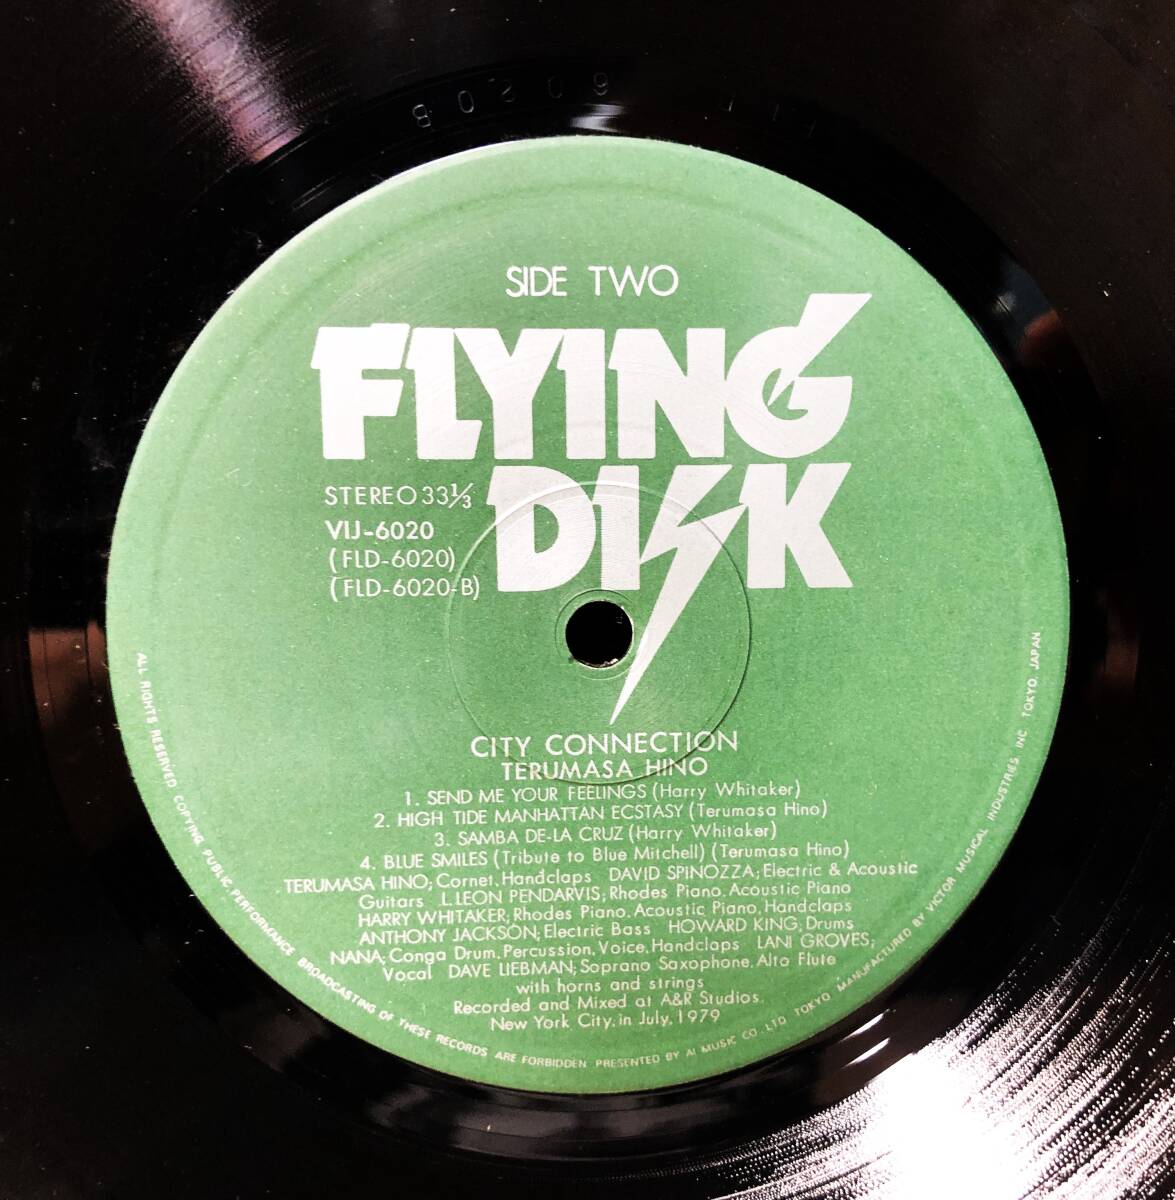 SIDE TWO
FLYING
DISK
STEREO 33⅓
VIJ-6020
(FLD-6020)
(FLD-6020-B)
CITY CONNECTION
TERUMASA HINO
1. SEND ME YOUR FEELINGS (Harry Whitaker)
2. HIGH TIDE MANHATTAN ECSTASY (Terumasa Hino)
3. SAMBA DE-LA CRUZ (Harry Whitaker)
4. BLUE SMILES (Tribute to Blue Mitchell) (Terumasa Hino)
TERUMASA HINO; Cornet, Handclaps DAVID SPINOZZA; Electric & Acoustic
Guitars L.LEON PENDARVIS; Rhodes Piano, Acoustic Piano
HARRY WHITAKER; Rhodes Piano, Acoustic Piano, Handclaps
ANTHONY JACKSON; Electric Bass HOWARD KING; Drums
NANA; Conga Drum, Percussion, Voice, Handclaps LANI GROVES;
Vocal DAVE LIEBMAN; Soprano Saxophone, Alto Flute
with horns and strings
Recorded and Mixed at A&R Studios.
New York City, in July, 1979
ALL RIGHTS RESERVED COPYING PUBLIC PERFORMANCE BROADCASTING OF THESE RECORDS ARE FORBIDDEN PRESENTED BY AI MUSIC CO., LTD TOKYO MANUFACTURED BY VICTOR MUSICAL INDUSTRIES INC TOKYO, JAPAN